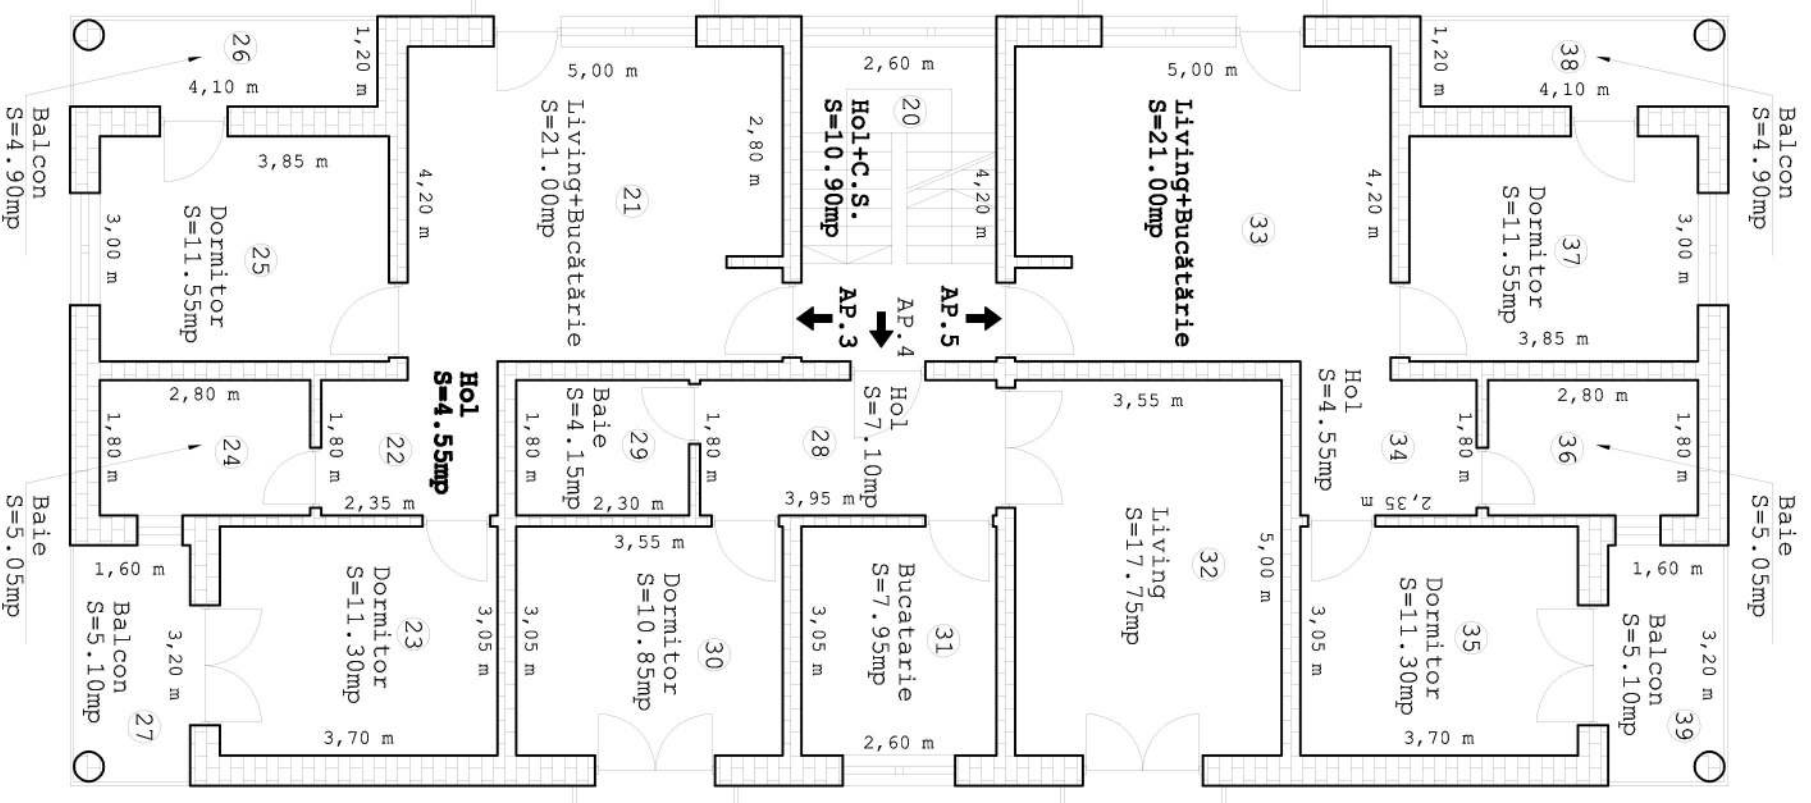 26
1,20 m
4,10 m
Balcon
S=4.90mp
5,00 m
Living+Bucătărie
S=21.00mp
21
2,80 m
4,20 m
2,60 m
20
Hol+C.S.
S=10.90mp
4,20 m
5,00 m
Living+Bucătărie
S=21.00mp
33
4,20 m
1,20 m
38
4,10 m
Balcon
S=4.90mp
3,85 m
Dormitor
S=11.55mp
25
3,00 m
AP.3
AP.4
AP.5
37
Dormitor
S=11.55mp
3,00 m
3,85 m
2,80 m
1,80 m
24
Baie
S=5.05mp
1,80 m
22
2,35 m
Hol
S=4.55mp
1,80 m
Baie
S=4.15mp
29
2,30 m
1,80 m
28
Hol
S=7.10mp
3,95 m
3,55 m
Living
S=17.75mp
32
5,00 m
Hol
S=4.55mp
34
1,80 m
2,35 m
2,80 m
36
1,80 m
Baie
S=5.05mp
1,60 m
Balcon
S=5.10mp
27
3,20 m
Dormitor
S=11.30mp
23
3,05 m
3,70 m
3,55 m
3,05 m
Dormitor
S=10.85mp
30
3,05 m
Bucatarie
S=7.95mp
31
2,60 m
3,05 m
Dormitor
S=11.30mp
35
3,70 m
1,60 m
Balcon
S=5.10mp
3,20 m
39